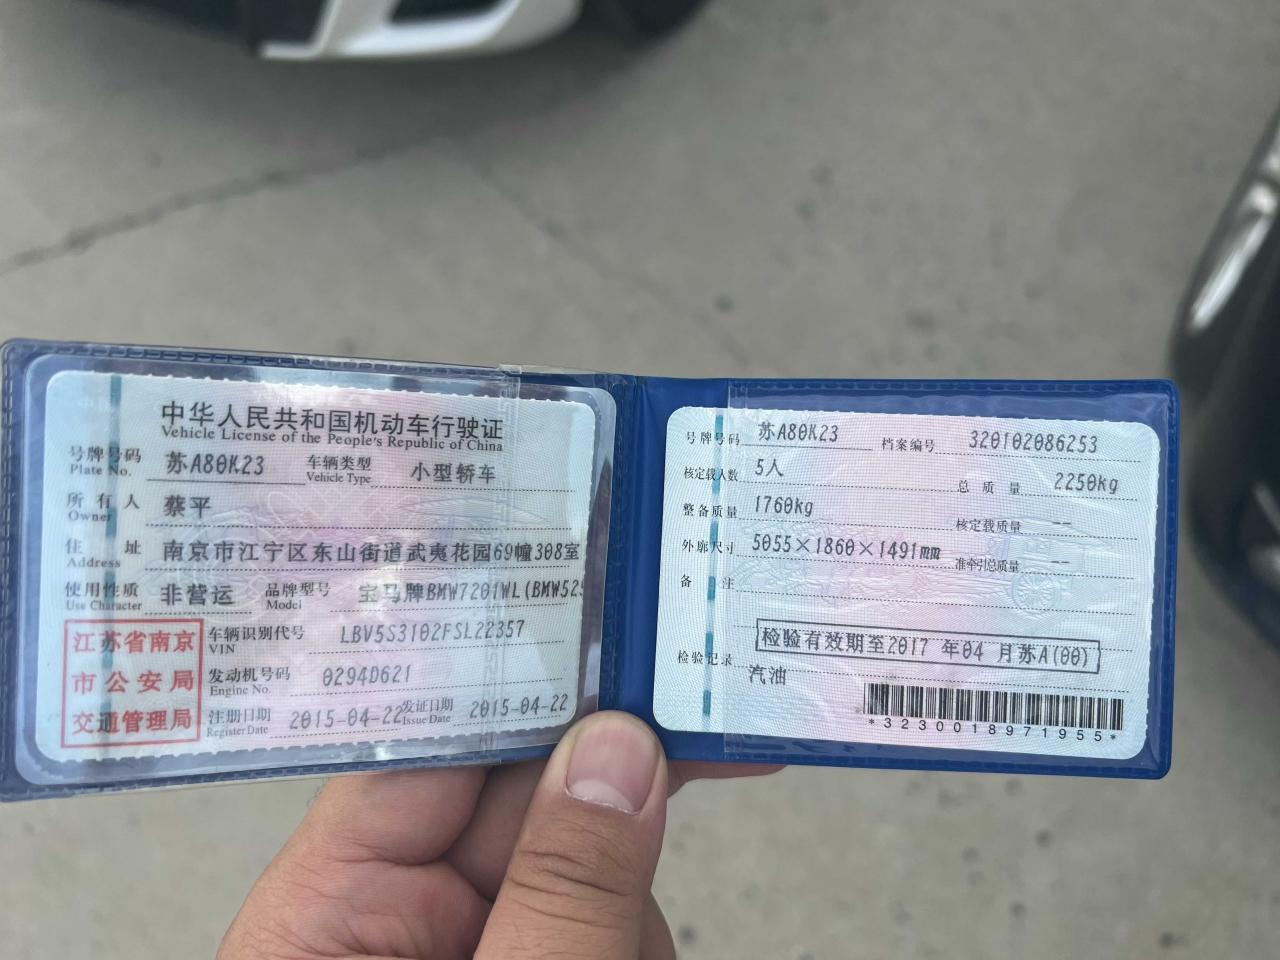 中华人民共和国机动车行驶证
Vehicle License of the People's Republic of China
号牌号码 苏A80K23 车辆类型 小型轿车
Plate No. Vehicle Type
所有人 蔡平
Owner
住址 南京市江宁区东山街道武夷花园69幢308室
Address
使用性质 非营运 品牌型号 宝马牌BMW7201WL(BMW52
Use Character Model
江苏省南京
市公安局
交通管理局
车辆识别代号 LBV5S3102FSL22357
VIN
发动机号码 0294D621
Engine No.
注册日期 2015-04-22 发证日期 2015-04-22
Register Date Issue Date
号牌号码 苏A80K23 档案编号 320102086253
核定载人数 5人 总质量 2250kg
整备质量 1760kg 核定载质量 --
外廓尺寸 5055×1860×1491mm 准牵引总质量 --
备注
检验有效期至2017 年04 月苏A(00)
检验记录
汽油
*3230018971955*